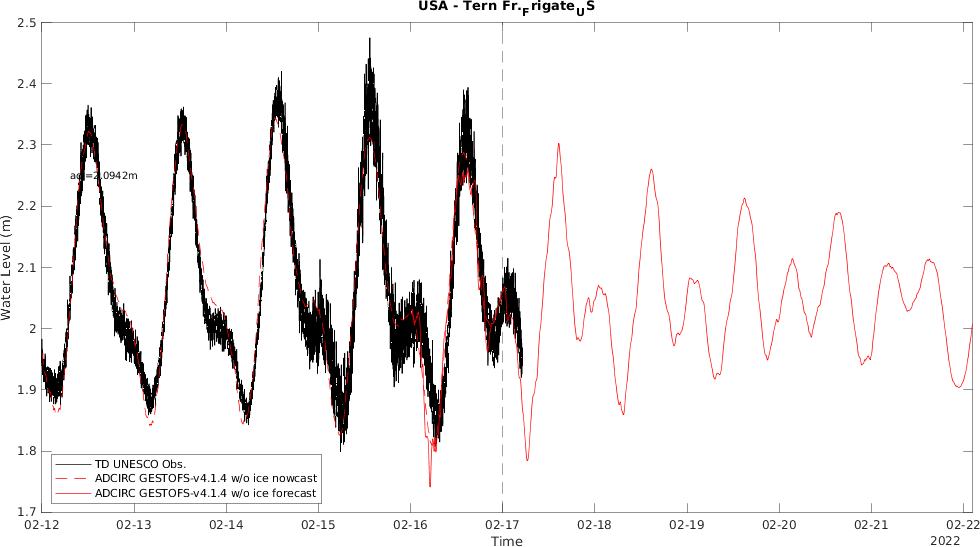 USA - Tern Fr.FrigateUS
2.5
2.4
2.3
2.2
2.1
2
1.9
1.8
1.7
Water Level (m)
adj=2.0942m
TD UNESCO Obs.
ADCIRC GESTOFS-v4.1.4 w/o ice nowcast
ADCIRC GESTOFS-v4.1.4 w/o ice forecast
02-12 02-13 02-14 02-15 02-16 02-17 02-18 02-19 02-20 02-21 02-22
Time
2022